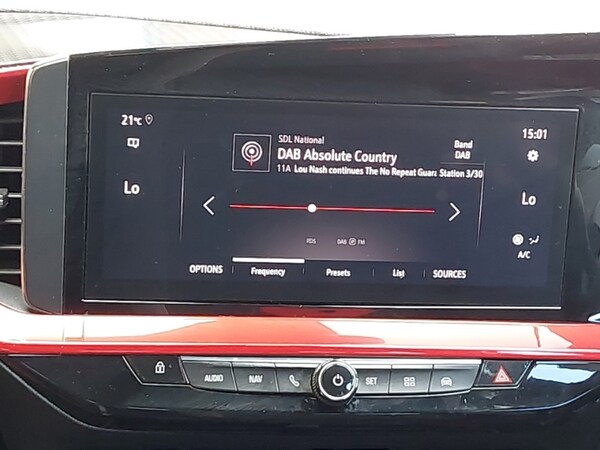 21°C
15:01
SDL National
DAB Absolute Country
Band
DAB
11A Lou Nash continues The No Repeat Guara Station 3/30
Lo
Lo
RDS DAB FM
A/C
OPTIONS Frequency Presets List SOURCES
AUDIO NAV SET